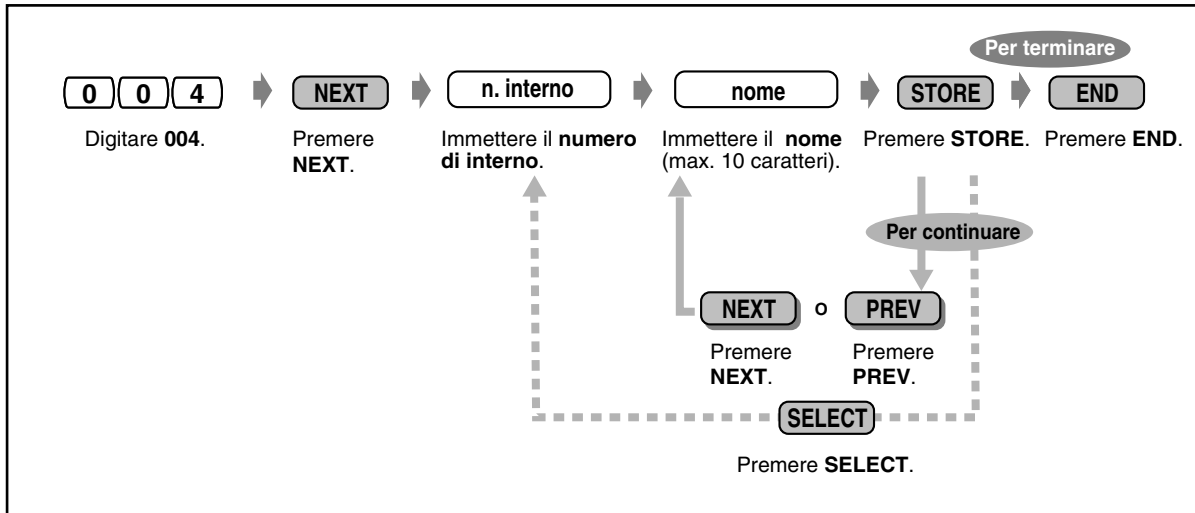 Per terminare
0 0 4 NEXT n. interno nome STORE END
Digitare 004.
Premere
NEXT.
Immettere il numero
di interno.
Immettere il nome
(max. 10 caratteri).
Premere STORE.
Premere END.
Per continuare
NEXT o PREV
Premere
NEXT.
Premere
PREV.
SELECT
Premere SELECT.